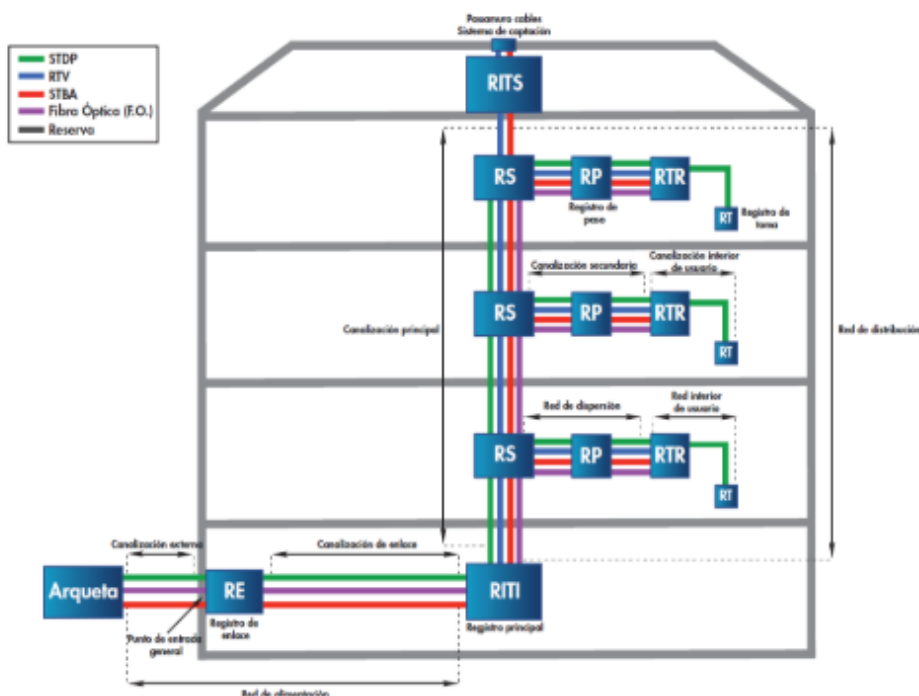 Pasamuro cables
Sistema de captación
STDP
RTV
STBA
Fibra Óptica (F.O.)
Reserva
RITS
RS
RP
RTR
Registro de
paso
RT
Registro de
toma
Canalización secundaria
Canalización interior
de usuario
RS
RP
RTR
RT
Canalización principal
Red de distribución
Red de dispersión
Red interior
de usuario
RS
RP
RTR
RT
Canalización externa
Canalización de enlace
Arqueta
RE
RITI
Registro de
enlace
Registro principal
Punto de entrada
general
Red de alimentación